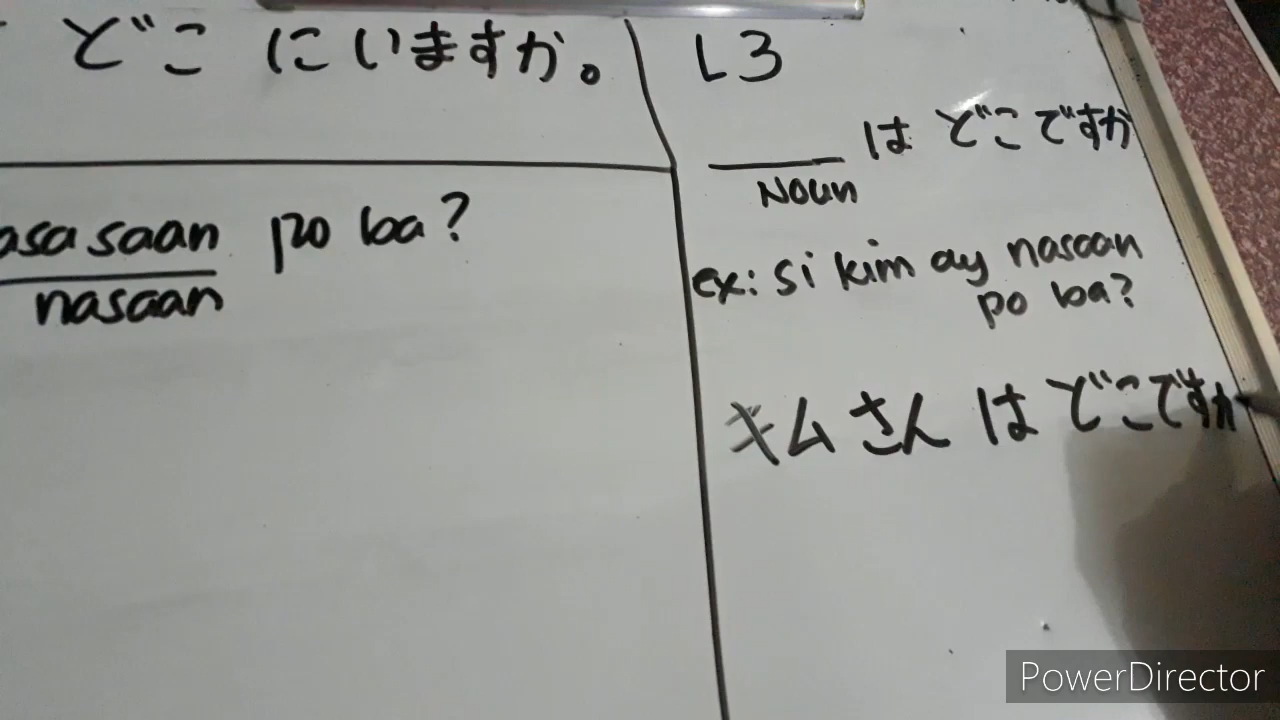 どこ にいますか。
saan po ba?
nasaan
L3
は どこですか
Noun
ex: si kim ay nasaan
po ba?
キム さん は どこですか
PowerDirector